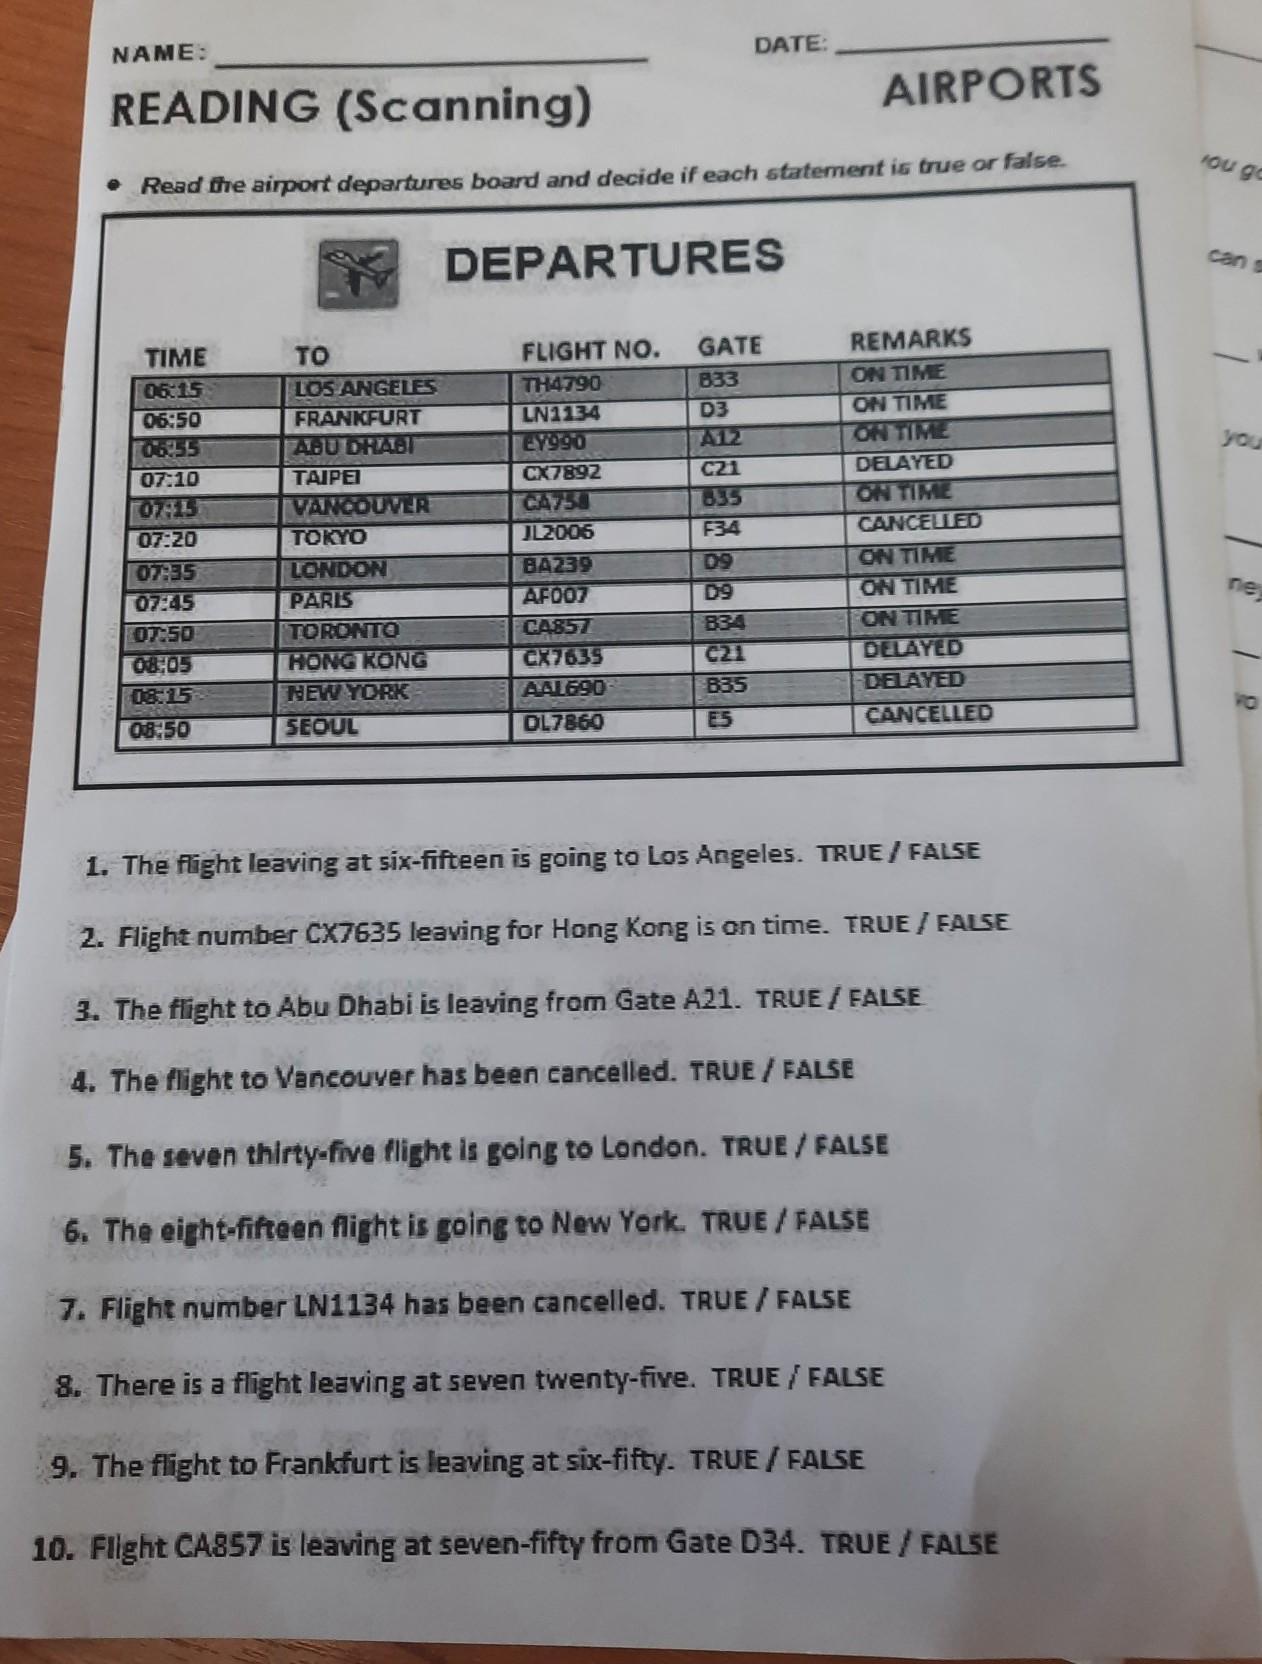 NAME: DATE:
READING (Scanning) AIRPORTS
• Read the airport departures board and decide if each statement is true or false.
DEPARTURES
TIME TO FLIGHT NO. GATE REMARKS
06:15 LOS ANGELES TH4790 B33 ON TIME
06:50 FRANKFURT LN1134 D3 ON TIME
06:55 ABU DHABI EY990 A12 ON TIME
07:10 TAIPEI CX7892 C21 DELAYED
07:15 VANCOUVER CA758 B35 ON TIME
07:20 TOKYO JL2006 F34 CANCELLED
07:35 LONDON BA239 D9 ON TIME
07:45 PARIS AF007 D9 ON TIME
07:50 TORONTO CA857 B34 ON TIME
08:05 HONG KONG CX7635 C21 DELAYED
08:15 NEW YORK AAL690 B35 DELAYED
08:50 SEOUL DL7860 E5 CANCELLED
1. The flight leaving at six-fifteen is going to Los Angeles. TRUE / FALSE
2. Flight number CX7635 leaving for Hong Kong is on time. TRUE / FALSE
3. The flight to Abu Dhabi is leaving from Gate A21. TRUE / FALSE
4. The flight to Vancouver has been cancelled. TRUE / FALSE
5. The seven thirty-five flight is going to London. TRUE / FALSE
6. The eight-fifteen flight is going to New York. TRUE / FALSE
7. Flight number LN1134 has been cancelled. TRUE / FALSE
8. There is a flight leaving at seven twenty-five. TRUE / FALSE
9. The flight to Frankfurt is leaving at six-fifty. TRUE / FALSE
10. Flight CA857 is leaving at seven-fifty from Gate D34. TRUE / FALSE
can
you